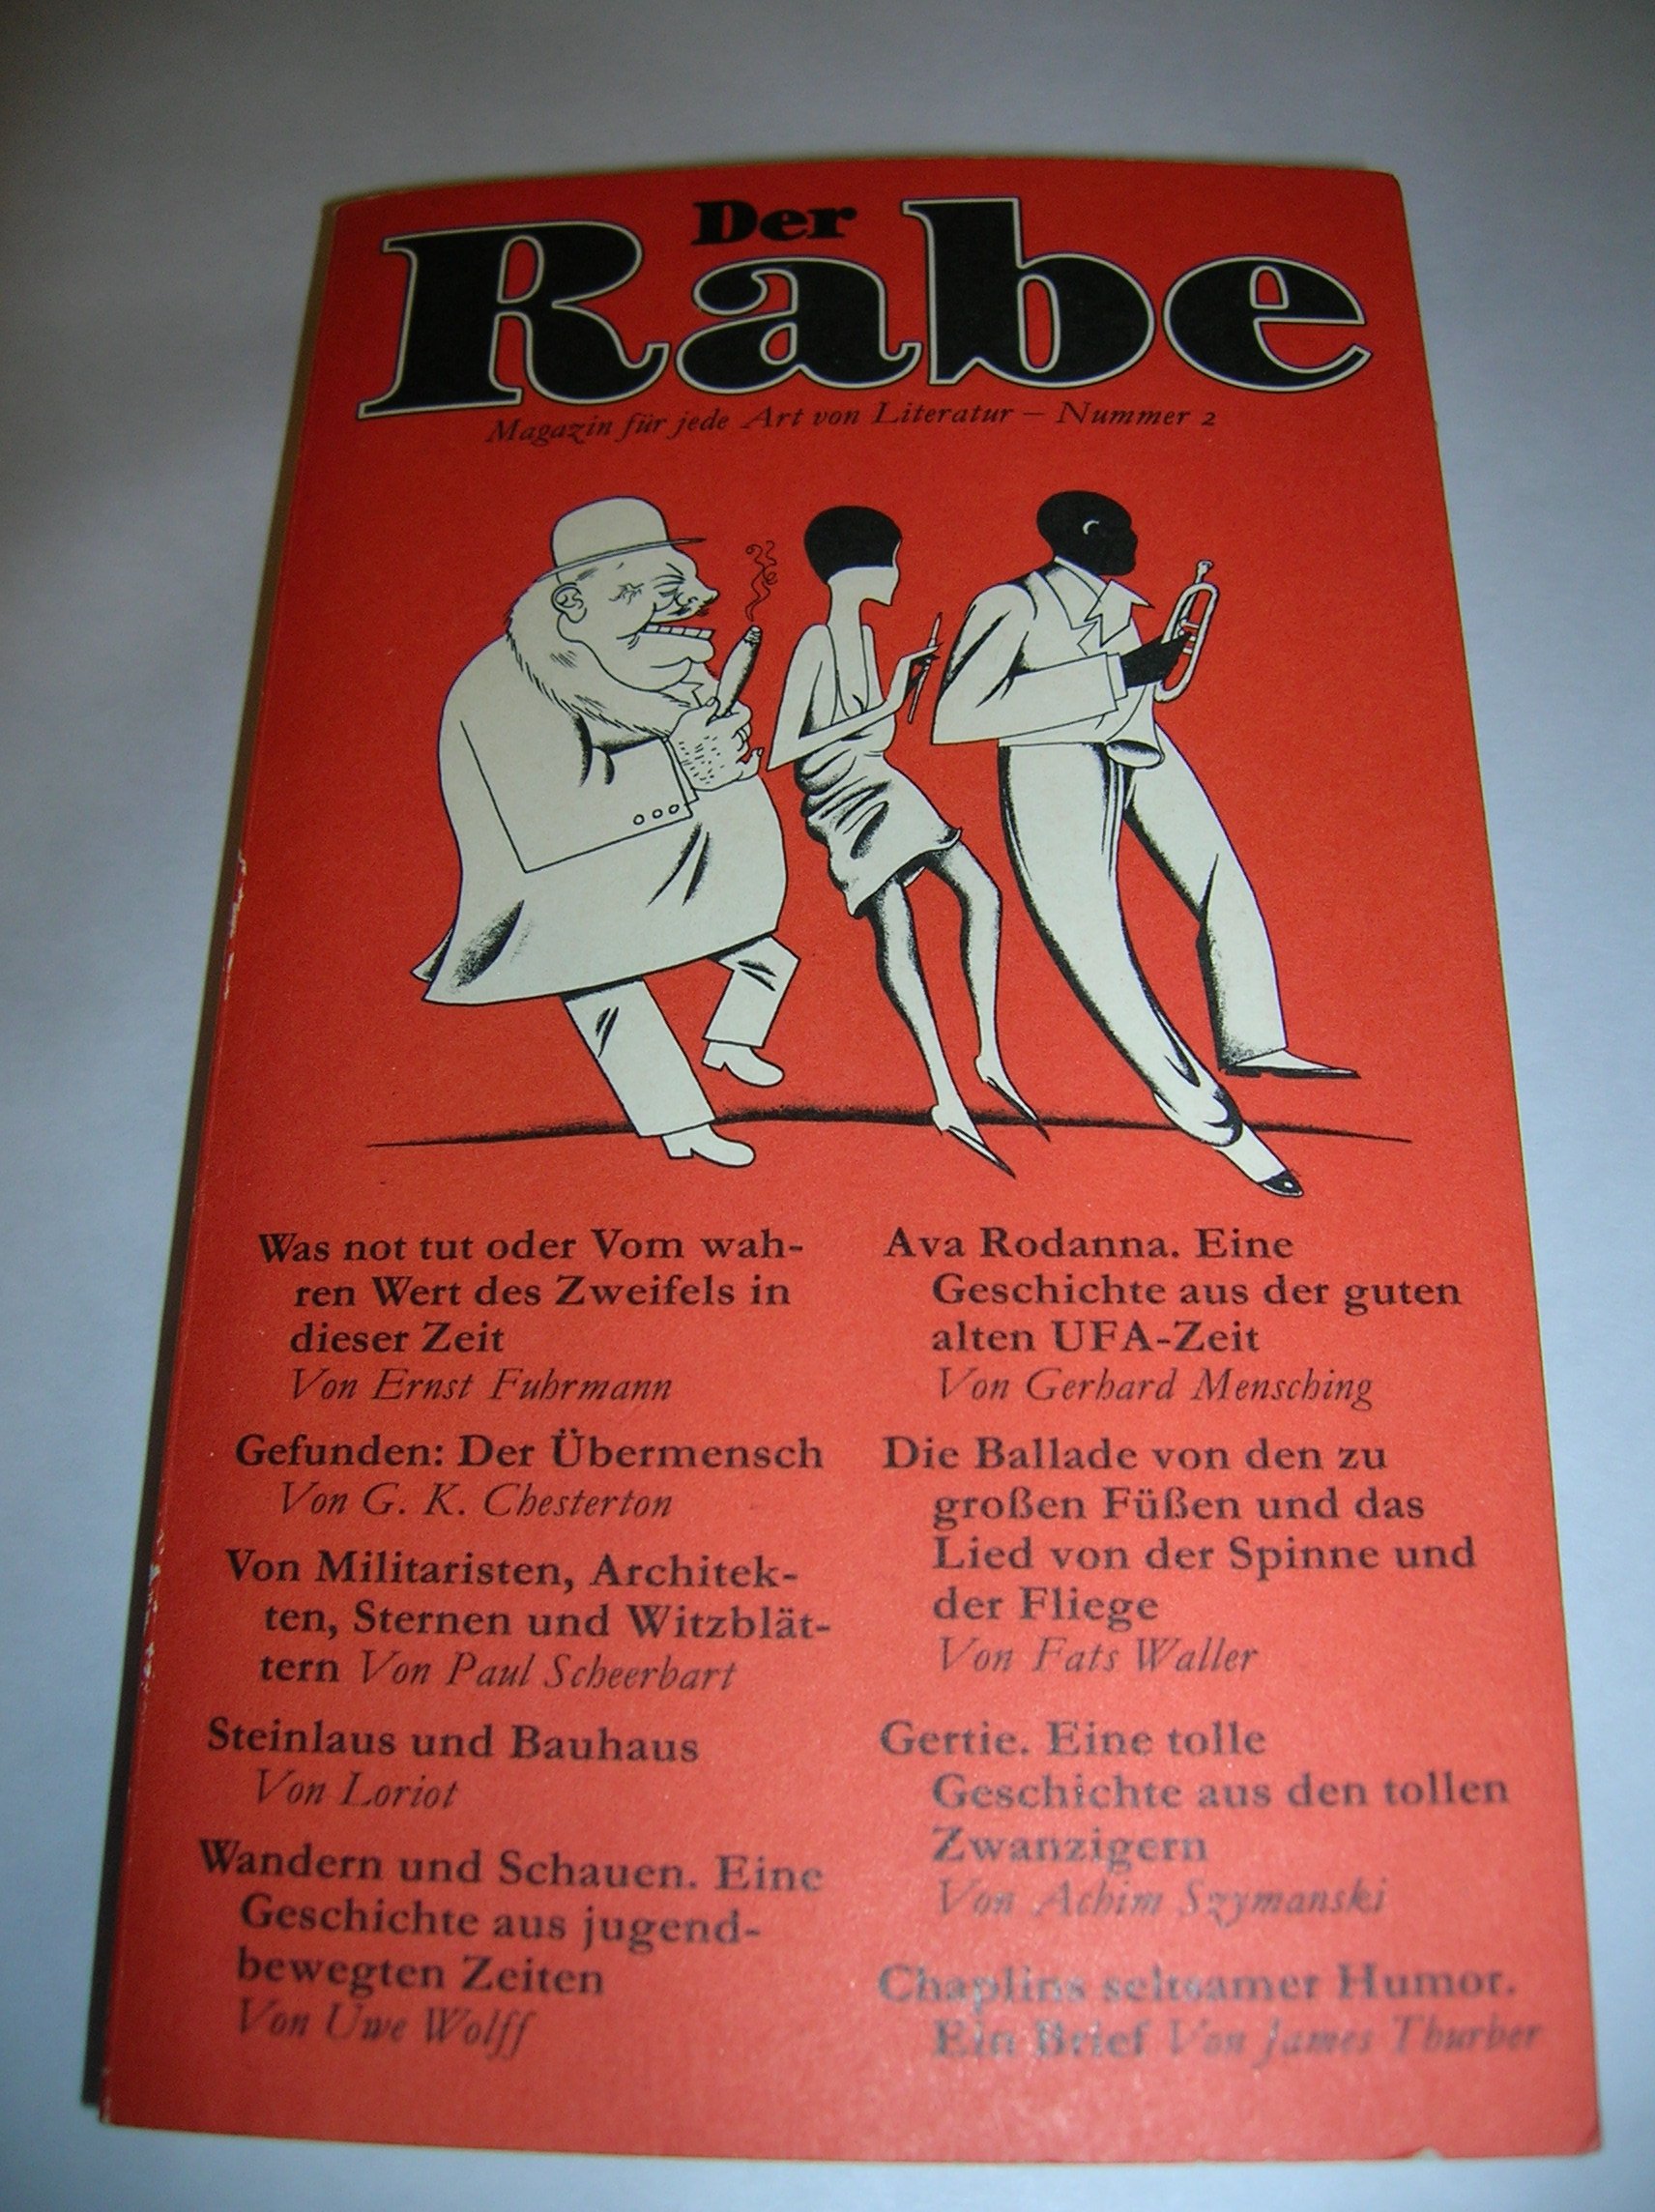 Der
Rabe
Magazin für jede Art von Literatur – Nummer 2
Was not tut oder Vom wah-
ren Wert des Zweifels in
dieser Zeit
Von Ernst Fuhrmann
Gefunden: Der Übermensch
Von G. K. Chesterton
Von Militaristen, Architek-
ten, Sternen und Witzblät-
tern Von Paul Scheerbart
Steinlaus und Bauhaus
Von Loriot
Wandern und Schauen. Eine
Geschichte aus jugend-
bewegten Zeiten
Von Uwe Wolff
Ava Rodanna. Eine
Geschichte aus der guten
alten UFA-Zeit
Von Gerhard Mensching
Die Ballade von den zu
großen Füßen und das
Lied von der Spinne und
der Fliege
Von Fats Waller
Gertie. Eine tolle
Geschichte aus den tollen
Zwanzigern
Von Achim Szymanski
Chaplins seltsamer Humor.
Ein Brief Von James Thurber